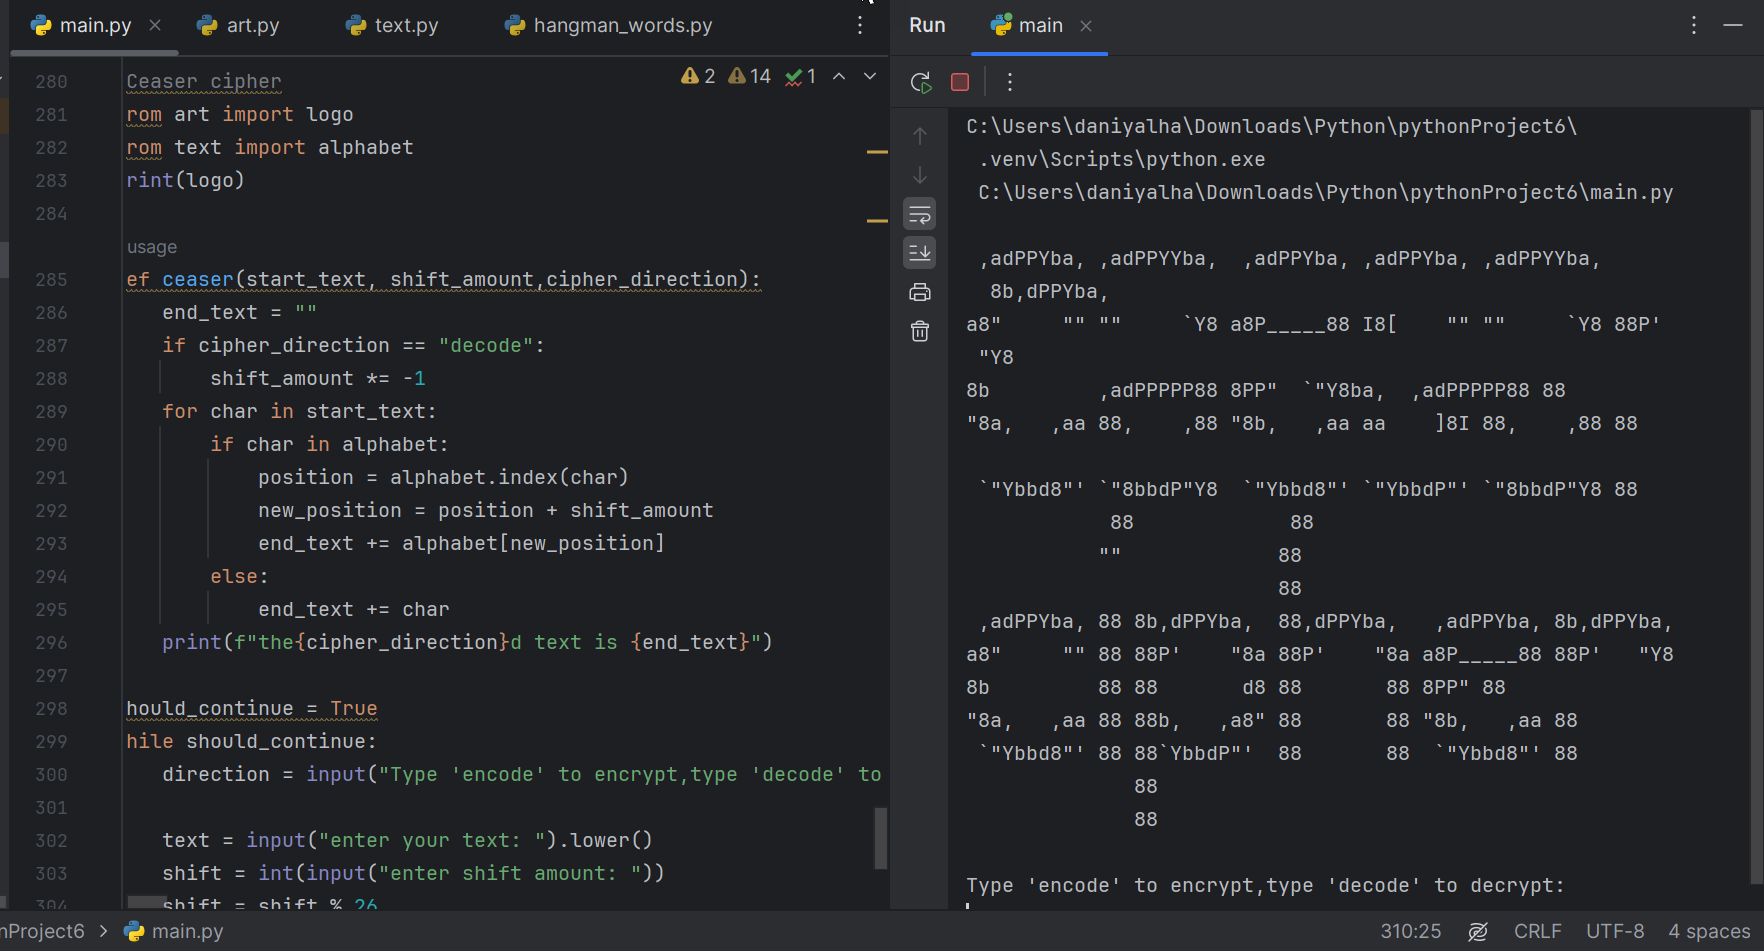 main.py art.py text.py hangman_words.py
2 14 1
280 Ceaser cipher
281 rom art import logo
282 rom text import alphabet
283 rint(logo)
284
usage
285 ef ceaser(start_text, shift_amount,cipher_direction):
286 end_text = ""
287 if cipher_direction == "decode":
288 shift_amount *= -1
289 for char in start_text:
290 if char in alphabet:
291 position = alphabet.index(char)
292 new_position = position + shift_amount
293 end_text += alphabet[new_position]
294 else:
295 end_text += char
296 print(f"the{cipher_direction}d text is {end_text}")
297
298 hould_continue = True
299 hile should_continue:
300 direction = input("Type 'encode' to encrypt,type 'decode' to
301
302 text = input("enter your text: ").lower()
303 shift = int(input("enter shift amount: "))
304 shift = shift % 26
Run main
C:\Users\daniyalha\Downloads\Python\pythonProject6\
.venv\Scripts\python.exe
C:\Users\daniyalha\Downloads\Python\pythonProject6\main.py
 ,adPPYba, ,adPPYYba,  ,adPPYba, ,adPPYba, ,adPPYYba,
  8b,dPPYba,
a8"     "" ""     `Y8 a8P_____88 I8[    "" ""     `Y8 88P'
 "Y8
8b         ,adPPPPP88 8PP"  `"Y8ba,  ,adPPPPP88 88
"8a,   ,aa 88,    ,88 "8b,   ,aa aa    ]8I 88,    ,88 88
 `"Ybbd8"' `"8bbdP"Y8  `"Ybbd8"' `"YbbdP"' `"8bbdP"Y8 88
            88             88
           ""             88
                          88
 ,adPPYba, 88 8b,dPPYba,  88,dPPYba,   ,adPPYba, 8b,dPPYba,
a8"     "" 88 88P'    "8a 88P'    "8a a8P_____88 88P'   "Y8
8b         88 88       d8 88       88 8PP" 88
"8a,   ,aa 88 88b,   ,a8" 88       88 "8b,   ,aa 88
 `"Ybbd8"' 88 88`YbbdP"'  88       88  `"Ybbd8"' 88
              88
              88
Type 'encode' to encrypt,type 'decode' to decrypt:
nProject6 > main.py
310:25 CRLF UTF-8 4 spaces